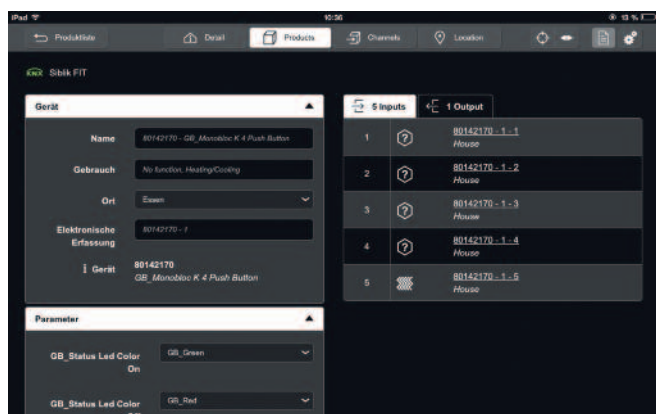 iPad 10:56 13 %
Produktliste Detail Products Channels Location
KNX Siblik FIT
Gerät
Name 80142170 - GB_Monobloc K 4 Push Button
Gebrauch No function, Heating/Cooling
Ort Essen
Elektronische Erfassung 80142170 - 1
i Gerät 80142170
GB_Monobloc K 4 Push Button
Parameter
GB_Status Led Color On GB_Green
GB_Status Led Color GB_Red
5 Inputs 1 Output
1 80142170 - 1 - 1
House
2 80142170 - 1 - 2
House
3 80142170 - 1 - 3
House
4 80142170 - 1 - 4
House
5 80142170 - 1 - 5
House